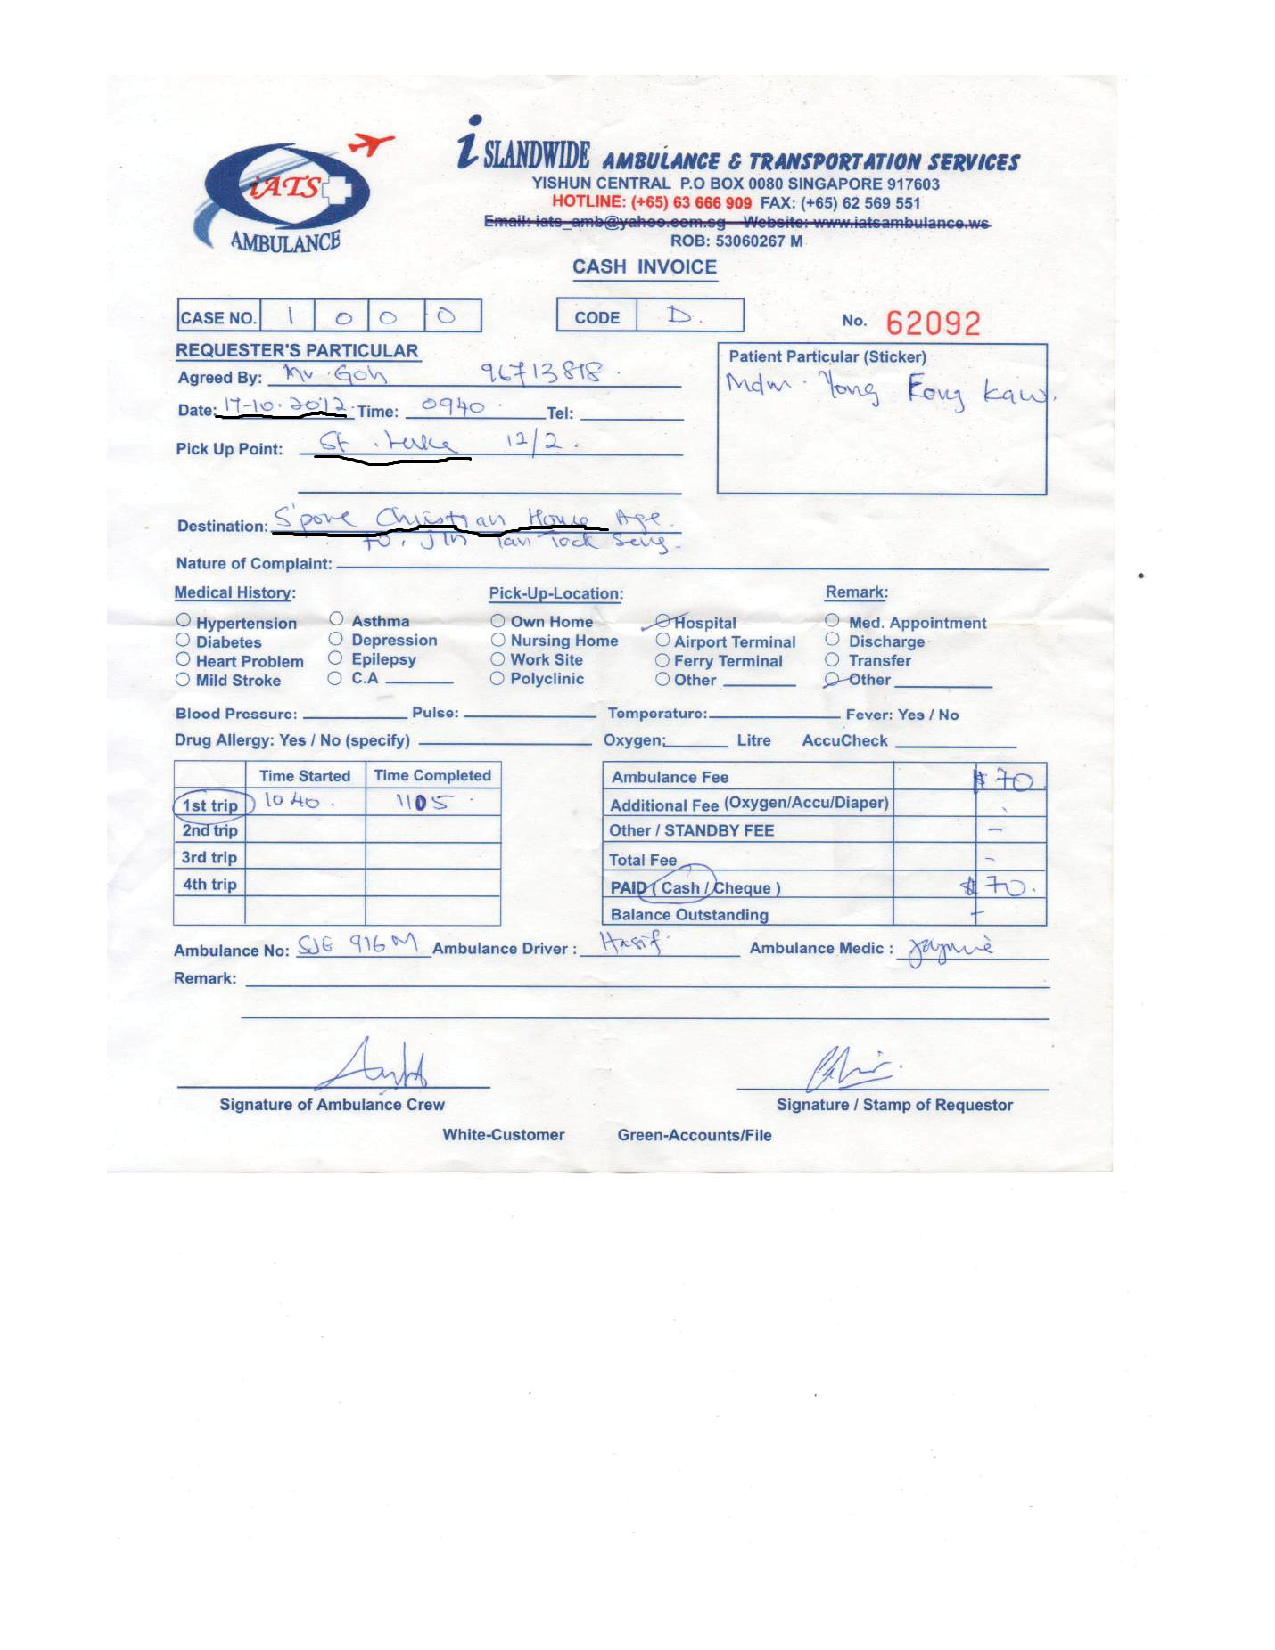 iATS
AMBULANCE
iSLANDWIDE AMBULANCE & TRANSPORTATION SERVICES
YISHUN CENTRAL P.O BOX 0080 SINGAPORE 917603
HOTLINE: (+65) 63 666 909 FAX: (+65) 62 569 551
Email: iats_amb@yahoo.com.sg Website: www.iatsambulance.ws
ROB: 53060267 M
CASH INVOICE
CASE NO. 1 0 0 0 CODE D. No. 62092
REQUESTER'S PARTICULAR
Patient Particular (Sticker)
Agreed By: Mr. Goh 96713818.
Mdm. Yong Fong Kaw.
Date: 17-10.2012. Time: 0940. Tel:
Pick Up Point: St. Luke 12/2.
Destination: S'pore Christian Home Age.
70, Jln Tan Tock Seng.
Nature of Complaint:
Medical History: Pick-Up-Location: Remark:
Hypertension Asthma Own Home Hospital Med. Appointment
Diabetes Depression Nursing Home Airport Terminal Discharge
Heart Problem Epilepsy Work Site Ferry Terminal Transfer
Mild Stroke C.A Polyclinic Other Other
Blood Pressure: Pulse: Temperature: Fever: Yes / No
Drug Allergy: Yes / No (specify) Oxygen: Litre AccuCheck
Time Started Time Completed
1st trip 1040. 1105.
2nd trip
3rd trip
4th trip
Ambulance Fee $70
Additional Fee (Oxygen/Accu/Diaper)
Other / STANDBY FEE -
Total Fee -
PAID ( Cash / Cheque ) $70.
Balance Outstanding -
Ambulance No: SJE 916M Ambulance Driver : Hasif. Ambulance Medic : Jaymie
Remark:
Signature of Ambulance Crew Signature / Stamp of Requestor
White-Customer Green-Accounts/File